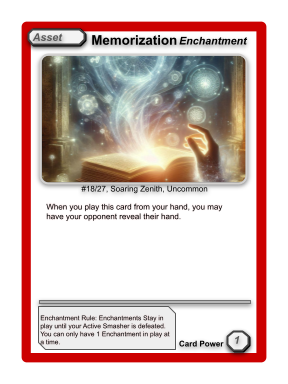 Asset
Memorization Enchantment
#18/27, Soaring Zenith, Uncommon
When you play this card from your hand, you may
have your opponent reveal their hand.
Enchantment Rule: Enchantments Stay in
play until your Active Smasher is defeated.
You can only have 1 Enchantment in play at
a time.
Card Power 1